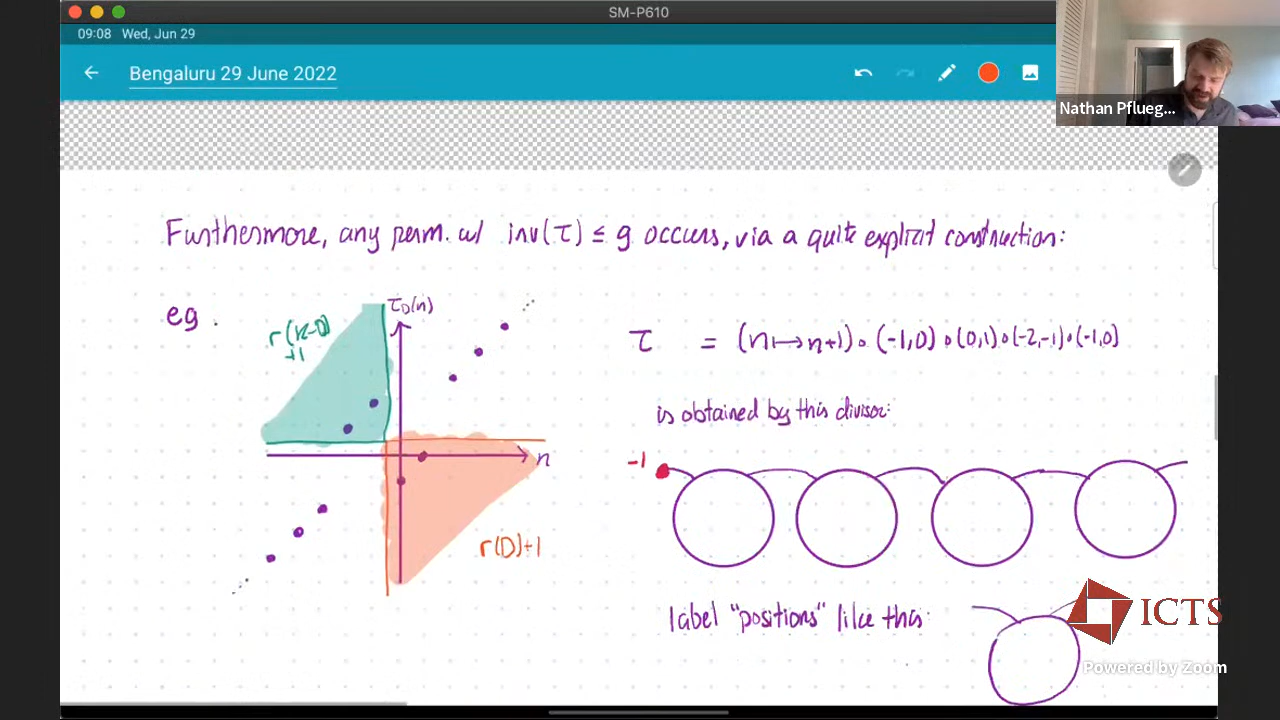 SM-P610
09:08 Wed, Jun 29
Bengaluru 29 June 2022
Nathan Pflueg...
Furthermore, any perm. w/ inv(τ) ≤ g occurs, via a quite explicit construction:
eg.
τ_D(n)
r(K-D)
+1
n
r(D)+1
τ = (n↦n+1)∘(-1,0)∘(0,1)∘(-2,-1)∘(-1,0)
is obtained by this divisor:
-1
label "positions" like this:
ICTS
Powered by Zoom